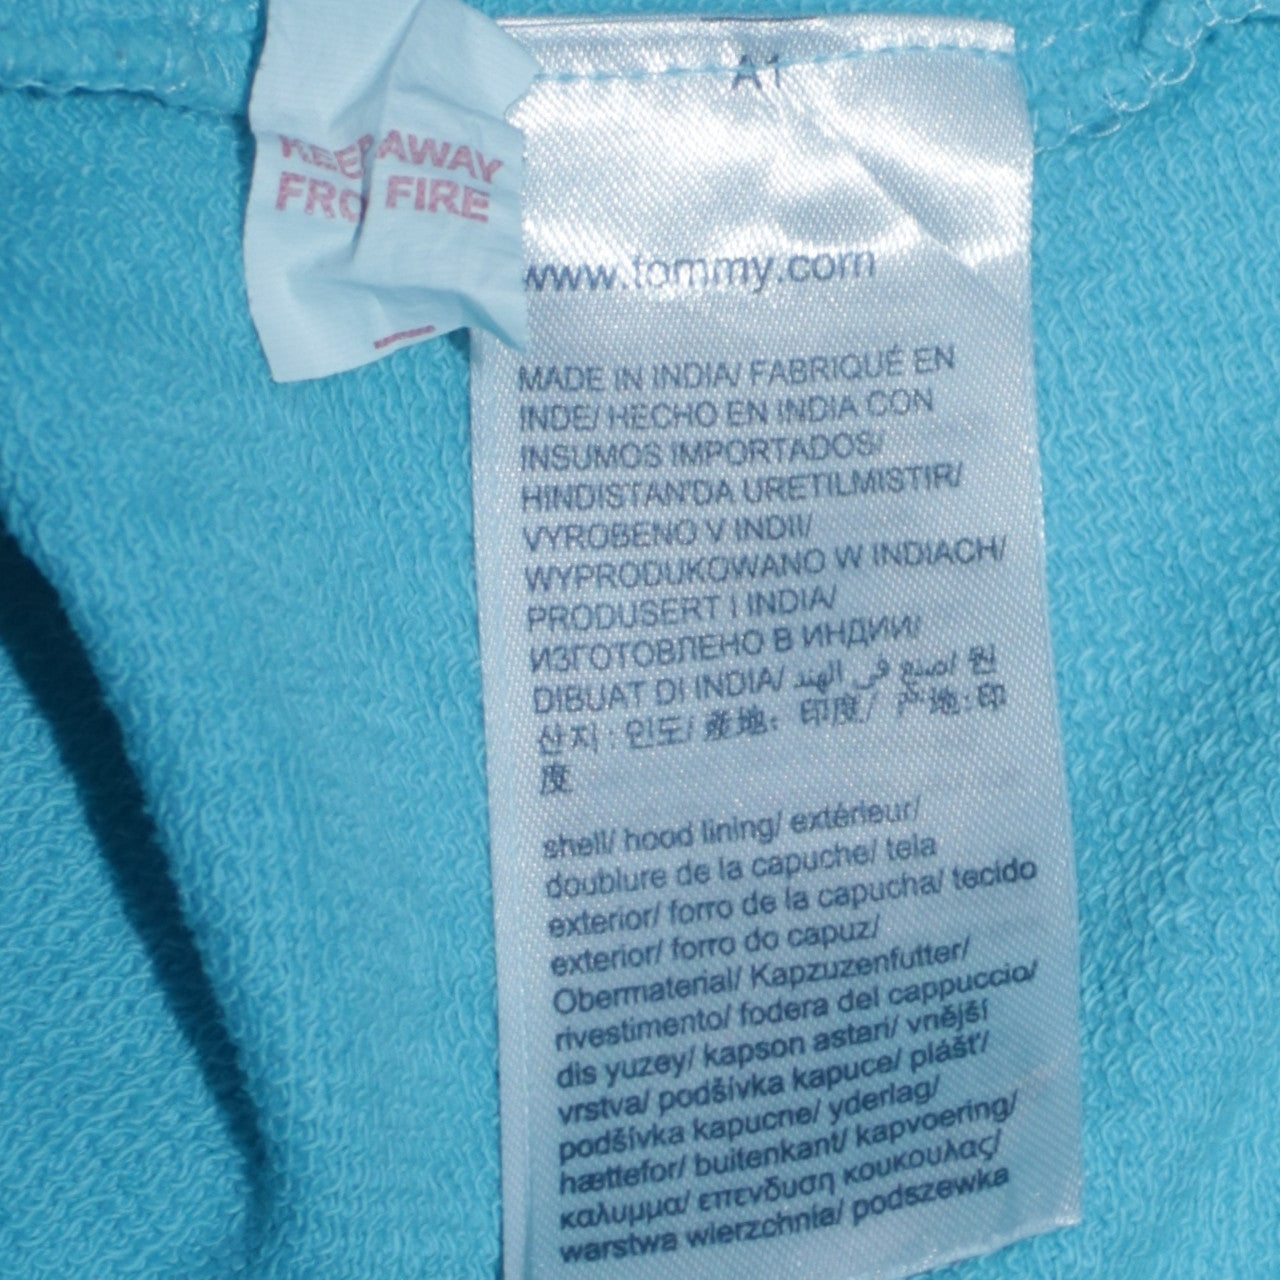 KEEP AWAY
FROM FIRE
A1
www.tommy.com
MADE IN INDIA/ FABRIQUÉ EN
INDE/ HECHO EN INDIA CON
INSUMOS IMPORTADOS/
HINDISTAN'DA URETILMISTIR/
VYROBENO V INDII/
WYPRODUKOWANO W INDIACH/
PRODUSERT I INDIA/
ИЗГОТОВЛЕНО В ИНДИИ/
DIBUAT DI INDIA/ صنع في الهند/ 원
산지 : 인도/ 産地: 印度/ 产地:印
度
shell/ hood lining/ extérieur/
doublure de la capuche/ tela
exterior/ forro de la capucha/ tecido
exterior/ forro do capuz/
Obermaterial/ Kapzuzenfutter/
rivestimento/ fodera del cappuccio/
dis yuzey/ kapson astari/ vnější
vrstva/ podšívka kapuce/ plášť/
podšívka kapucne/ yderlag/
hættefor/ buitenkant/ kapvoering/
καλυμμα/ επενδυση κουκουλας/
warstwa wierzchnia/ podszewka